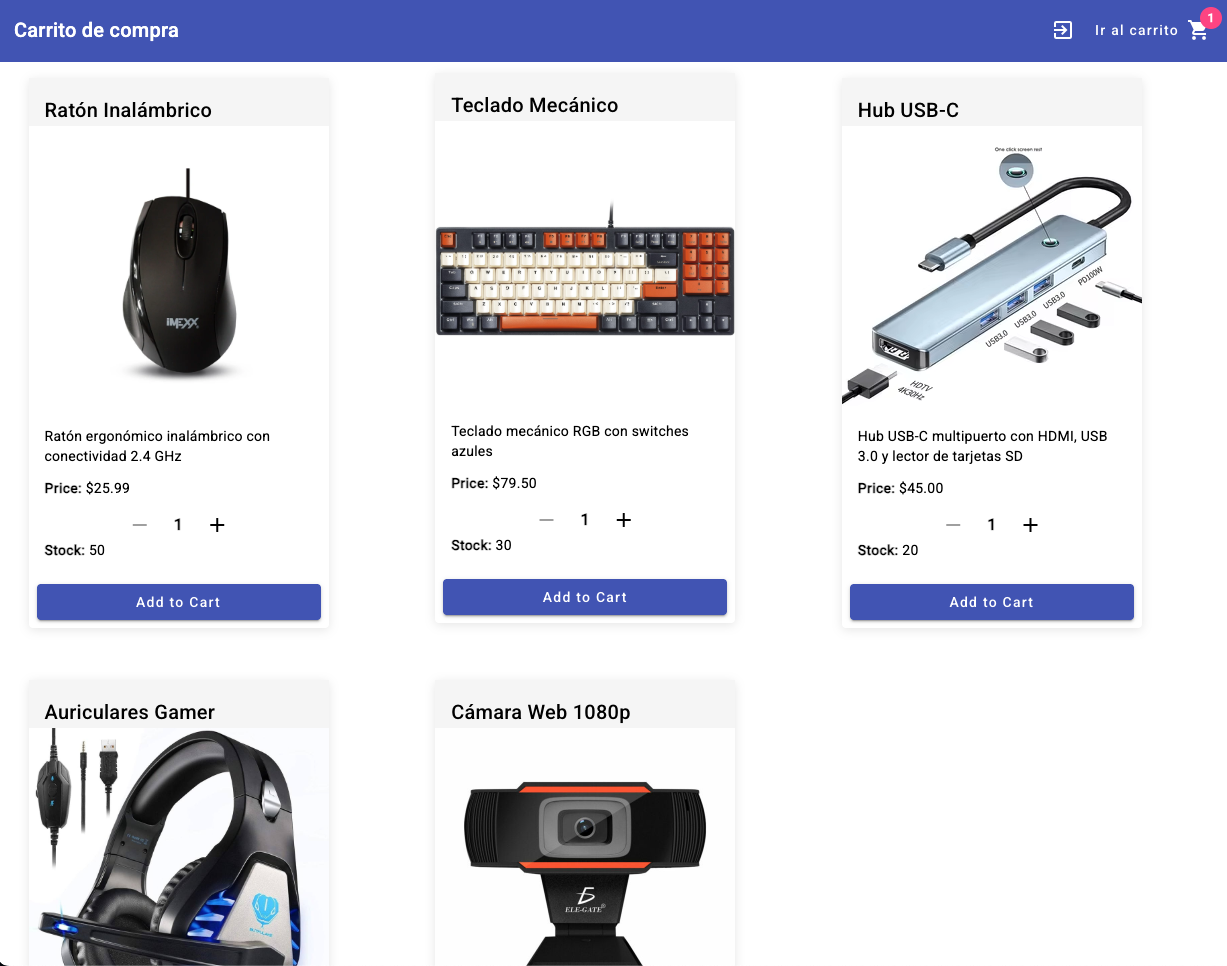 Carrito de compra
Ir al carrito
1
Ratón Inalámbrico
iMEXX
Ratón ergonómico inalámbrico con
conectividad 2.4 GHz
Price: $25.99
1
Stock: 50
Add to Cart
Teclado Mecánico
Teclado mecánico RGB con switches
azules
Price: $79.50
1
Stock: 30
Add to Cart
Hub USB-C
One click screen rest
PD100W
USB3.0
USB3.0
USB3.0
HDTV
4K30Hz
Hub USB-C multipuerto con HDMI, USB
3.0 y lector de tarjetas SD
Price: $45.00
1
Stock: 20
Add to Cart
Auriculares Gamer
Cámara Web 1080p
ELE-GATE®